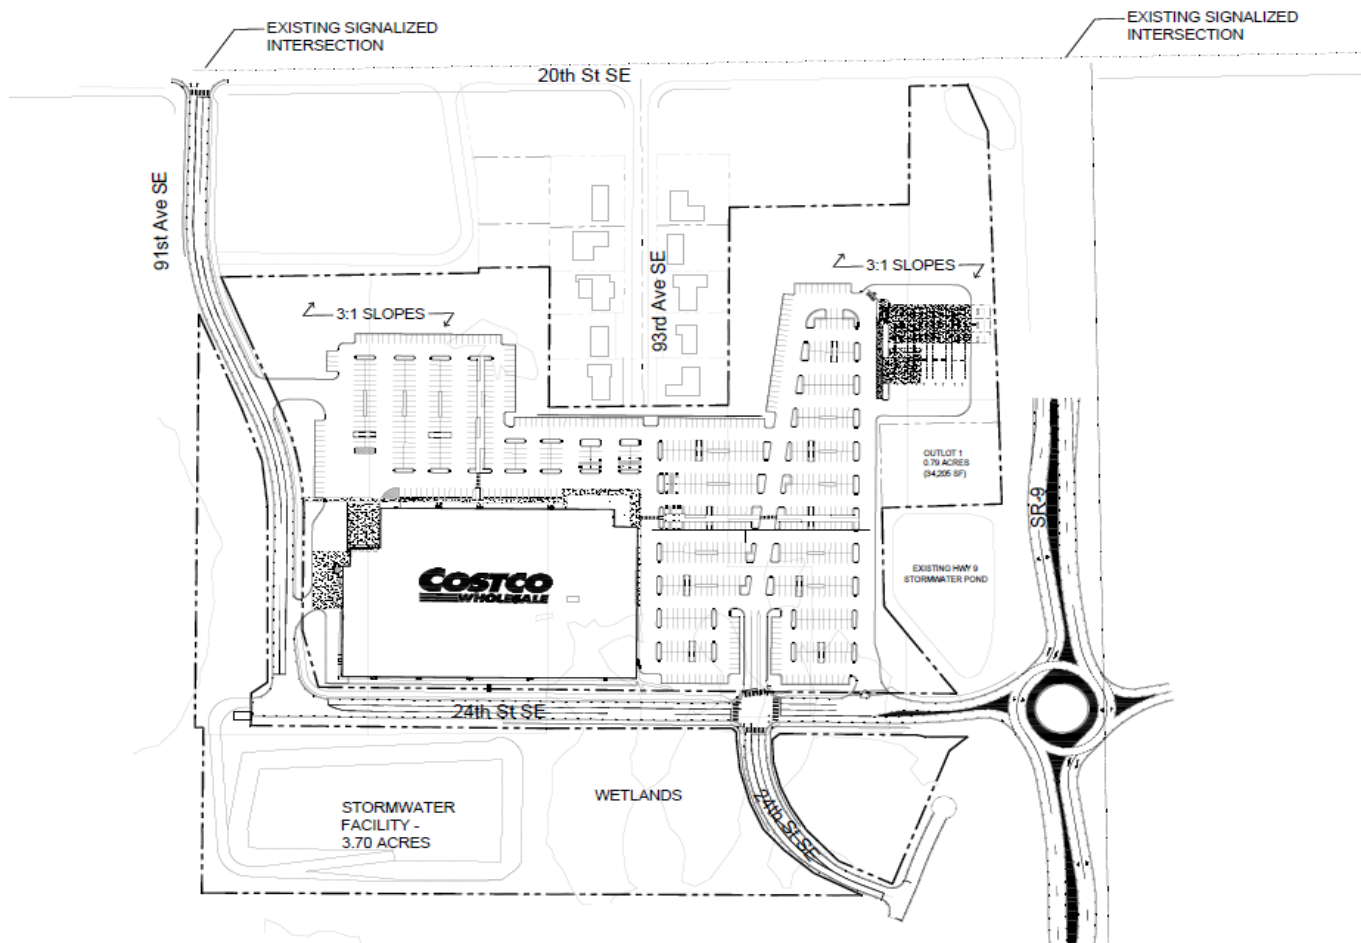 EXISTING SIGNALIZED
INTERSECTION
EXISTING SIGNALIZED
INTERSECTION
20th St SE
91st Ave SE
93rd Ave SE
3:1 SLOPES
3:1 SLOPES
OUTLOT 1
0.79 ACRES
(34,205 SF)
SR-9
EXISTING HWY 9
STORMWATER POND
COSTCO
WHOLESALE
24th St SE
STORMWATER
FACILITY -
3.70 ACRES
WETLANDS
24th St SE